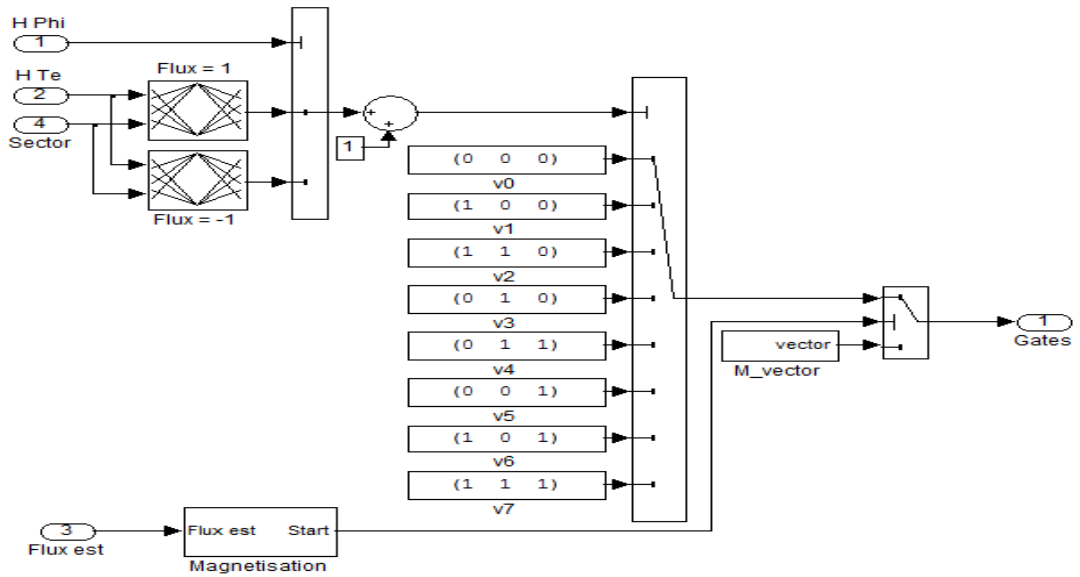 H Phi
1
Flux = 1
H Te
2
4
Sector
Flux = -1
1
(0 0 0)
v0
(1 0 0)
v1
(1 1 0)
v2
(0 1 0)
v3
(0 1 1)
v4
(0 0 1)
v5
(1 0 1)
v6
(1 1 1)
v7
vector
M_vector
1
Gates
3
Flux est
Flux est Start
Magnetisation
+
+